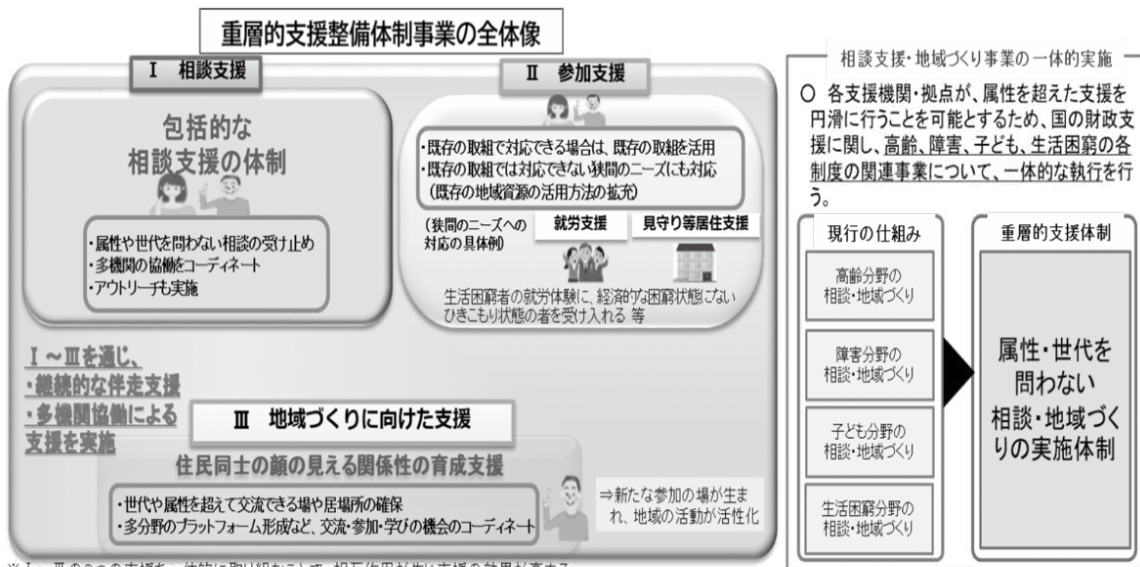 重層的支援整備体制事業の全体像
Ⅰ 相談支援
包括的な
相談支援の体制
・属性や世代を問わない相談の受け止め
・多機関の協働をコーディネート
・アウトリーチも実施
Ⅱ 参加支援
・既存の取組で対応できる場合は、既存の取組を活用
・既存の取組では対応できない狭間のニーズにも対応
（既存の地域資源の活用方法の拡充）
（狭間のニーズへの
対応の具体例）
就労支援
見守り等居住支援
生活困窮者の就労体験に、経済的な困窮状態にない
ひきこもり状態の者を受け入れる 等
Ⅰ～Ⅲを通じ、
・継続的な伴走支援
・多機関協働による
支援を実施
Ⅲ 地域づくりに向けた支援
住民同士の顔の見える関係性の育成支援
・世代や属性を超えて交流できる場や居場所の確保
・多分野のプラットフォーム形成など、交流・参加・学びの機会のコーディネート
⇒新たな参加の場が生ま
れ、地域の活動が活性化
相談支援・地域づくり事業の一体的実施
○ 各支援機関・拠点が、属性を超えた支援を
円滑に行うことを可能とするため、国の財政支
援に関し、高齢、障害、子ども、生活困窮の各
制度の関連事業について、一体的な執行を行
う。
現行の仕組み
高齢分野の
相談・地域づくり
障害分野の
相談・地域づくり
子ども分野の
相談・地域づくり
生活困窮分野の
相談・地域づくり
重層的支援体制
属性・世代を
問わない
相談・地域づく
りの実施体制